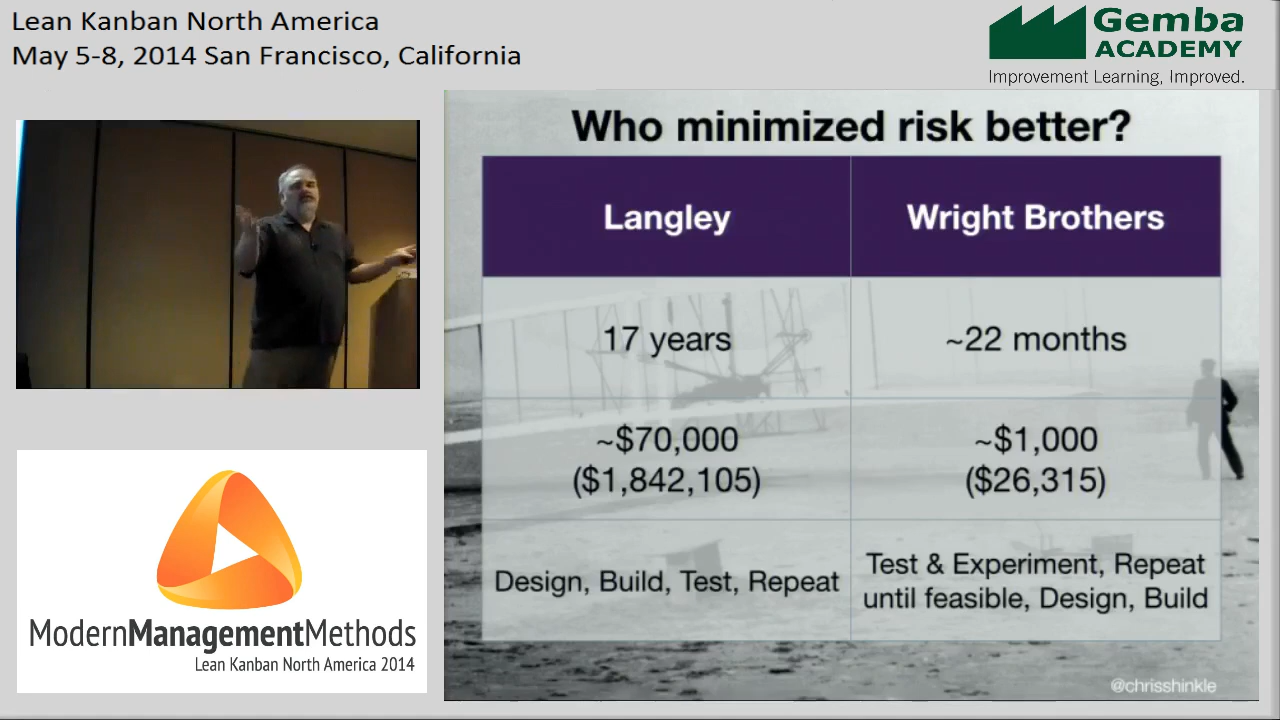 Lean Kanban North America
May 5-8, 2014 San Francisco, California
Gemba
ACADEMY
Improvement Learning, Improved.
Who minimized risk better?
Langley
Wright Brothers
17 years
~22 months
~$70,000
($1,842,105)
~$1,000
($26,315)
Design, Build, Test, Repeat
Test & Experiment, Repeat
until feasible, Design, Build
@chrisshinkle
ModernManagementMethods
Lean Kanban North America 2014